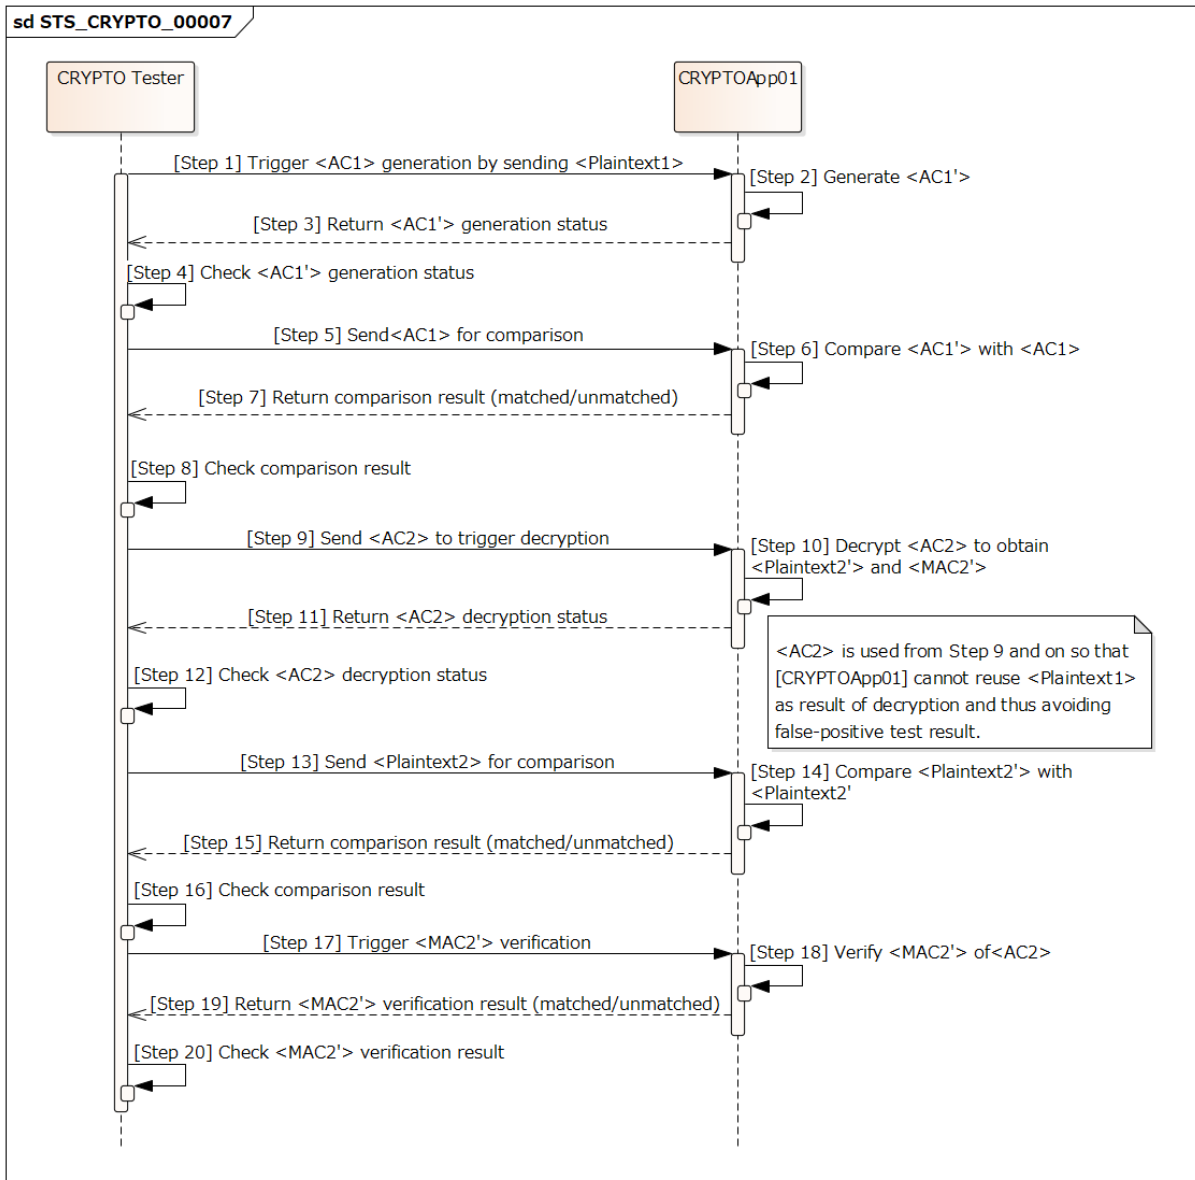 sd STS_CRYPTO_00007
CRYPTO Tester
CRYPTOApp01
[Step 1] Trigger <AC1> generation by sending <Plaintext1>
[Step 2] Generate <AC1'>
[Step 3] Return <AC1'> generation status
[Step 4] Check <AC1'> generation status
[Step 5] Send<AC1> for comparison
[Step 6] Compare <AC1'> with <AC1>
[Step 7] Return comparison result (matched/unmatched)
[Step 8] Check comparison result
[Step 9] Send <AC2> to trigger decryption
[Step 10] Decrypt <AC2> to obtain
<Plaintext2'> and <MAC2'>
[Step 11] Return <AC2> decryption status
<AC2> is used from Step 9 and on so that
[CRYPTOApp01] cannot reuse <Plaintext1>
as result of decryption and thus avoiding
false-positive test result.
[Step 12] Check <AC2> decryption status
[Step 13] Send <Plaintext2> for comparison
[Step 14] Compare <Plaintext2'> with
<Plaintext2'
[Step 15] Return comparison result (matched/unmatched)
[Step 16] Check comparison result
[Step 17] Trigger <MAC2'> verification
[Step 18] Verify <MAC2'> of<AC2>
[Step 19] Return <MAC2'> verification result (matched/unmatched)
[Step 20] Check <MAC2'> verification result